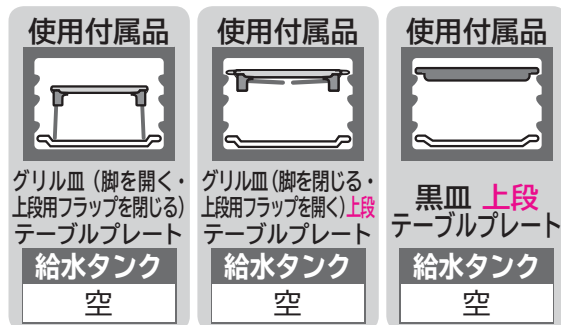 使用付属品
グリル皿（脚を開く・
上段用フラップを閉じる）
テーブルプレート
給水タンク
空
使用付属品
グリル皿（脚を閉じる・
上段用フラップを開く）上段
テーブルプレート
給水タンク
空
使用付属品
黒皿 上段
テーブルプレート
給水タンク
空